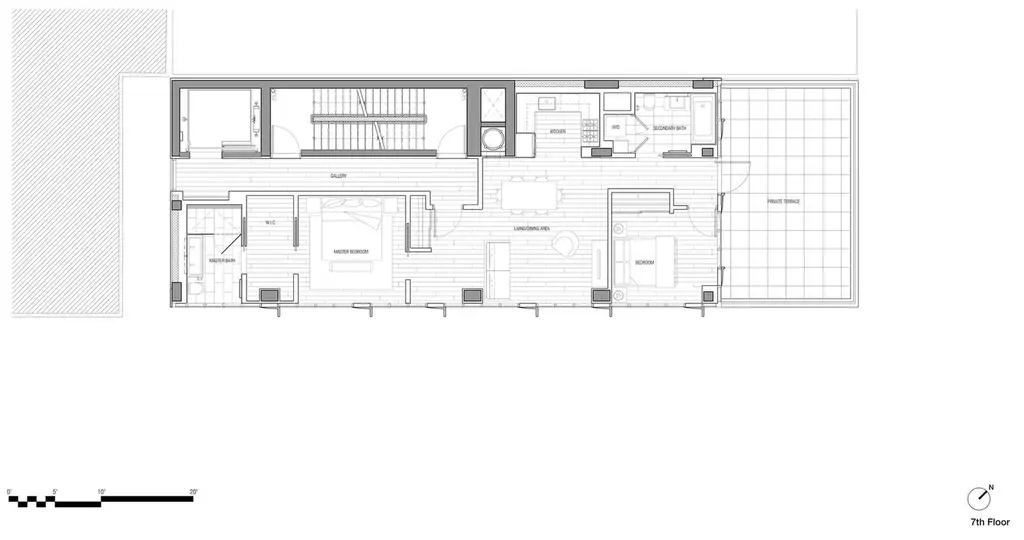 KITCHEN
W/D
SECONDARY BATH
GALLERY
PRIVATE TERRACE
W.I.C
LIVING/DINING AREA
MASTER BEDROOM
MASTER BATH
BEDROOM
0' 5' 10' 20'
N
7th Floor